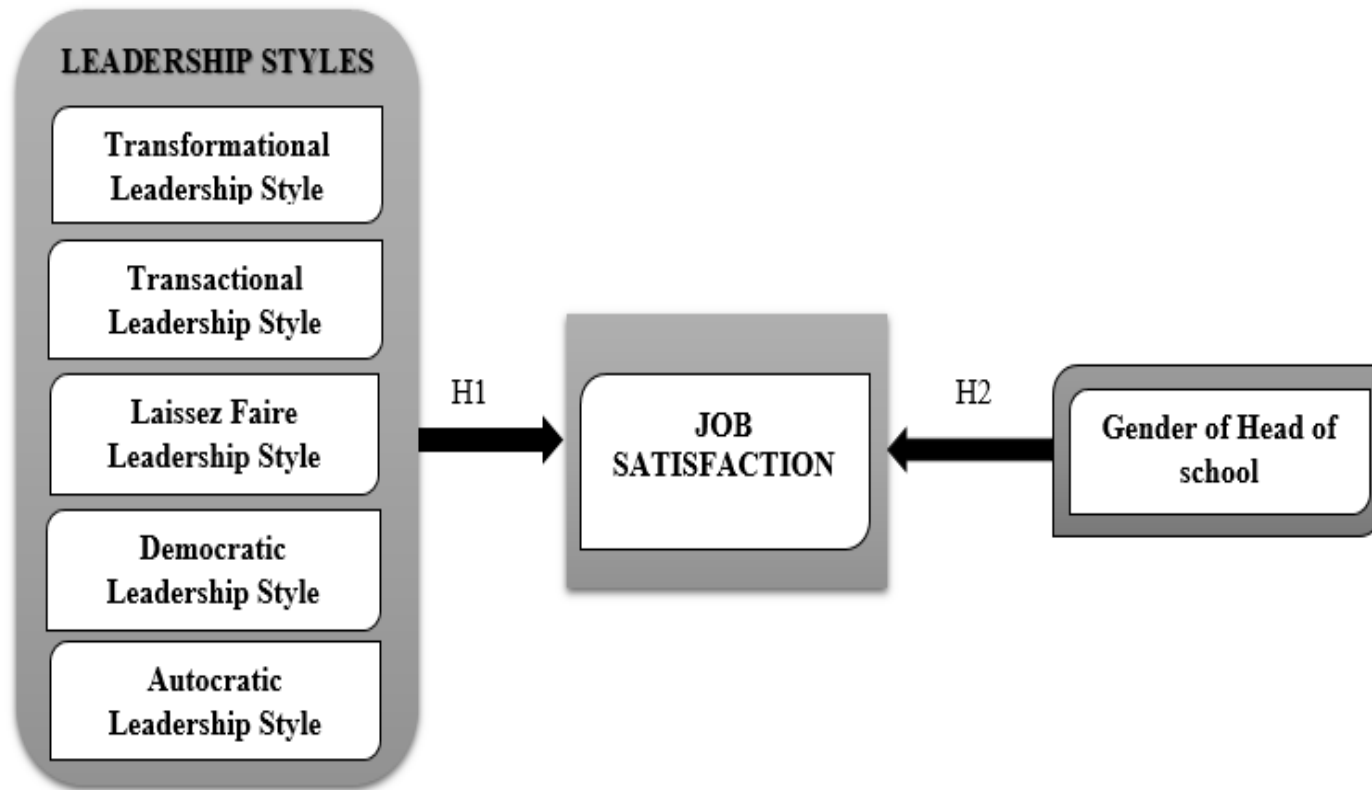 LEADERSHIP STYLES
Transformational
Leadership Style
Transactional
Leadership Style
Laissez Faire
Leadership Style
Democratic
Leadership Style
Autocratic
Leadership Style
H1
JOB
SATISFACTION
H2
Gender of Head of
school